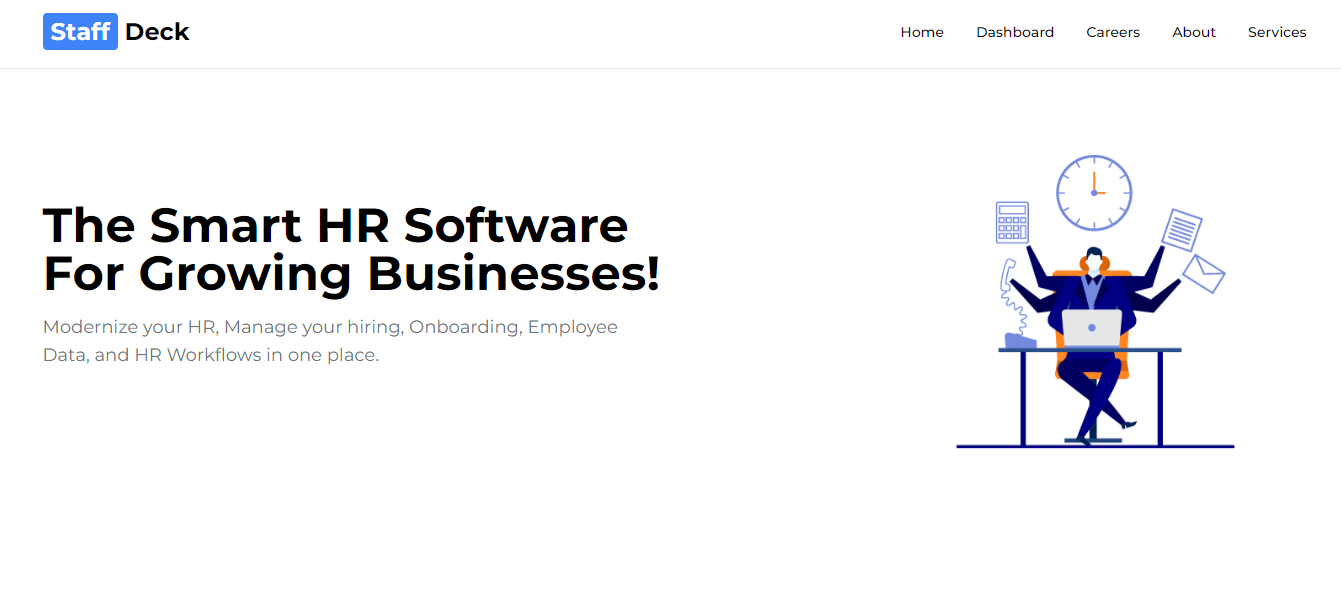 Staff Deck
Home Dashboard Careers About Services
The Smart HR Software
For Growing Businesses!
Modernize your HR, Manage your hiring, Onboarding, Employee
Data, and HR Workflows in one place.